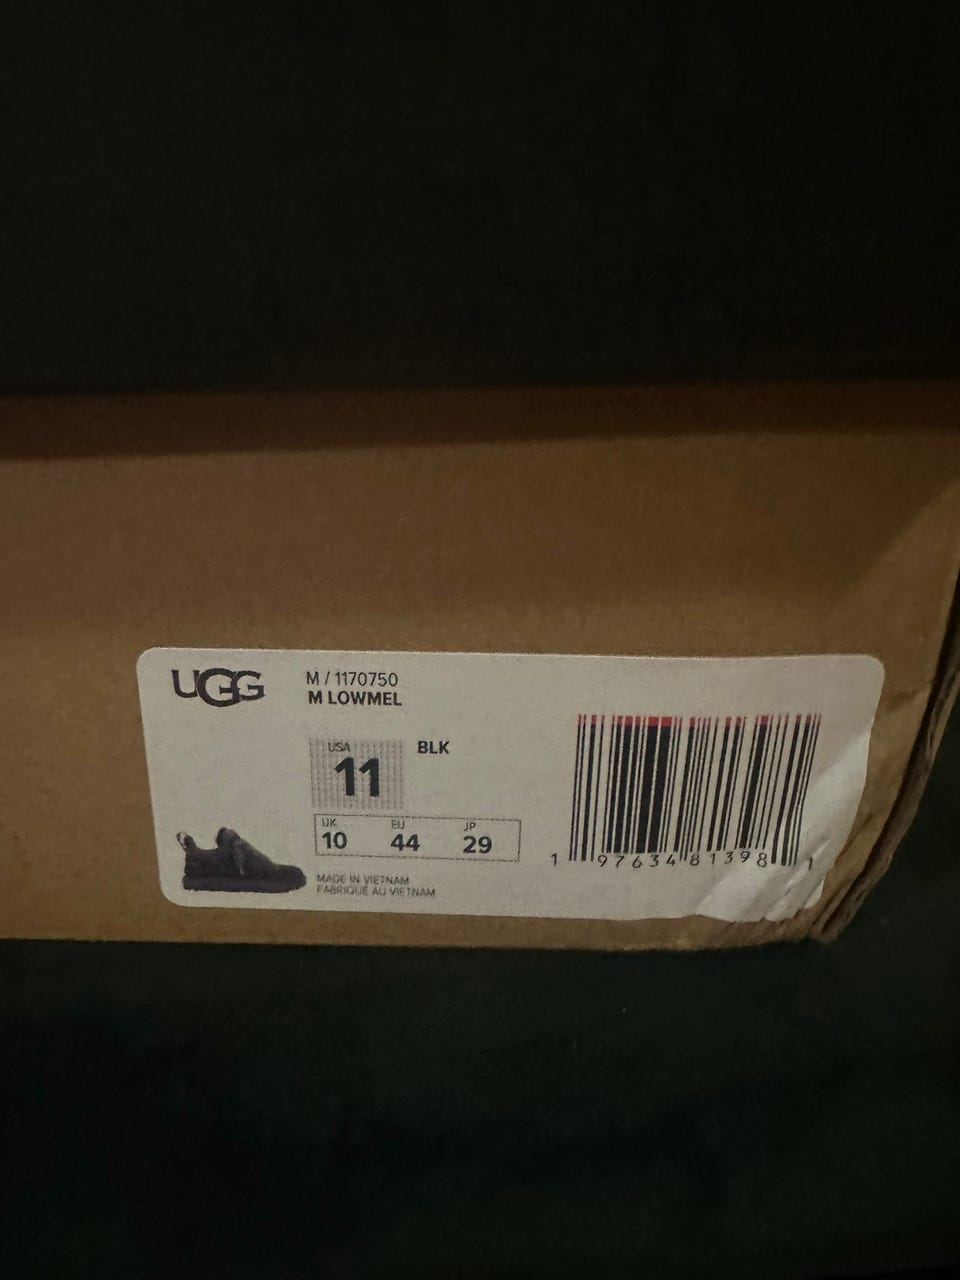 UGG
M / 1170750
M LOWMEL
USA
11
BLK
UK EU JP
10 44 29
MADE IN VIETNAM
FABRIQUÉ AU VIETNAM
1 97634 81398 1